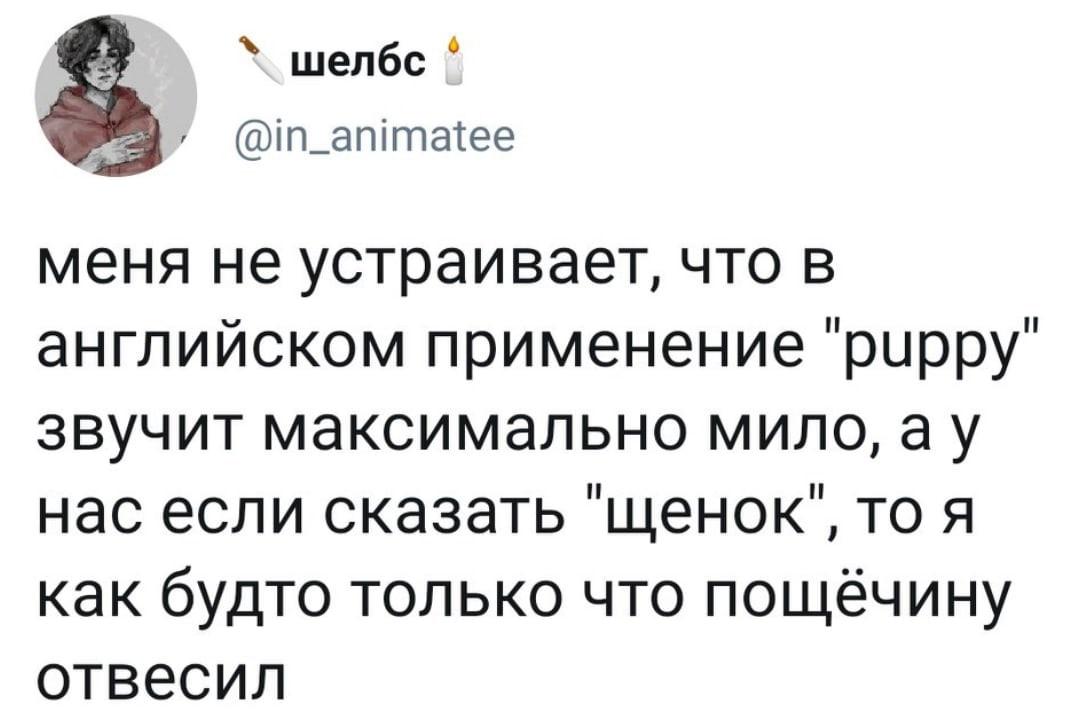 🔪шелбс🕯
@in_animatee
меня не устраивает, что в
английском применение "puppy"
звучит максимально мило, а у
нас если сказать "щенок", то я
как будто только что пощёчину
отвесил